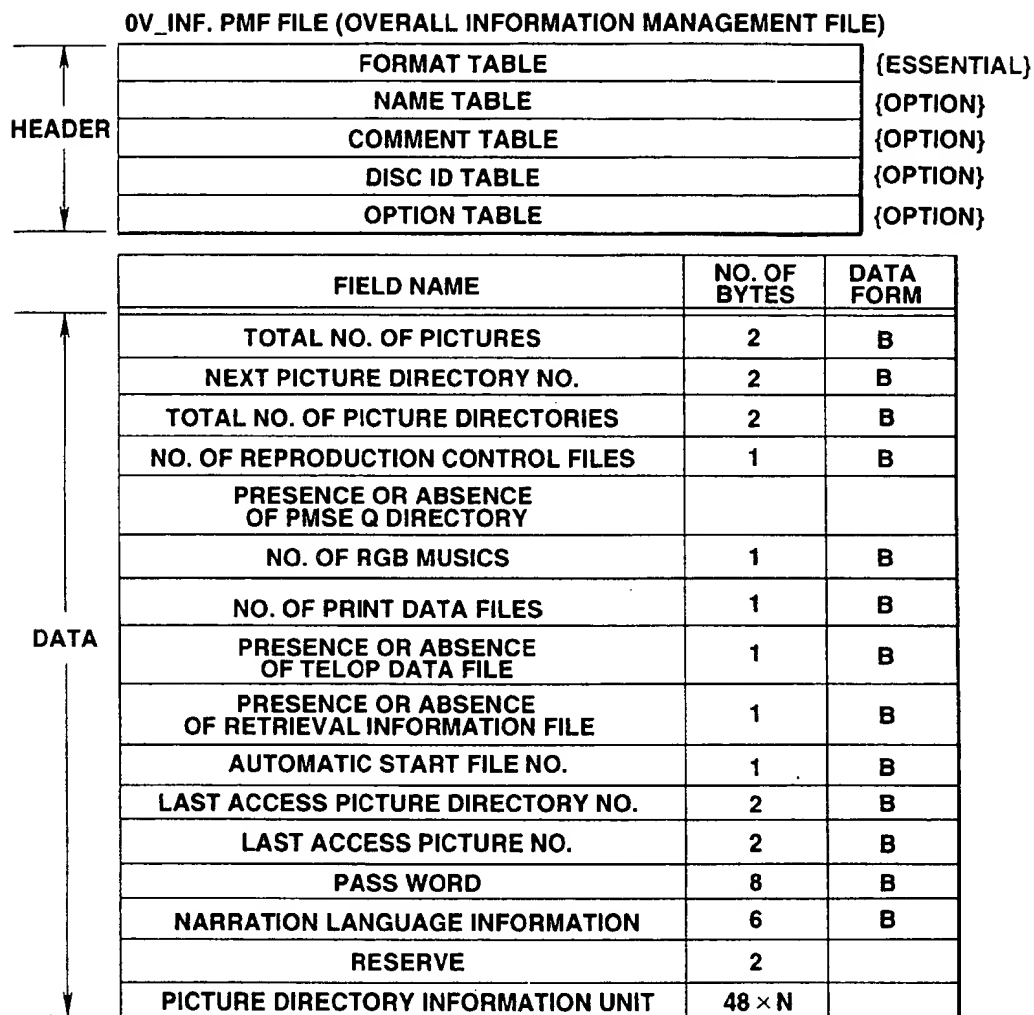 0V_INF. PMF FILE (OVERALL INFORMATION MANAGEMENT FILE)
FORMAT TABLE {ESSENTIAL}
NAME TABLE {OPTION}
HEADER
COMMENT TABLE {OPTION}
DISC ID TABLE {OPTION}
OPTION TABLE {OPTION}
FIELD NAME NO. OF BYTES DATA FORM
TOTAL NO. OF PICTURES 2 B
NEXT PICTURE DIRECTORY NO. 2 B
TOTAL NO. OF PICTURE DIRECTORIES 2 B
NO. OF REPRODUCTION CONTROL FILES 1 B
PRESENCE OR ABSENCE
OF PMSE Q DIRECTORY
NO. OF RGB MUSICS 1 B
NO. OF PRINT DATA FILES 1 B
DATA
PRESENCE OR ABSENCE
OF TELOP DATA FILE 1 B
PRESENCE OR ABSENCE
OF RETRIEVAL INFORMATION FILE 1 B
AUTOMATIC START FILE NO. 1 B
LAST ACCESS PICTURE DIRECTORY NO. 2 B
LAST ACCESS PICTURE NO. 2 B
PASS WORD 8 B
NARRATION LANGUAGE INFORMATION 6 B
RESERVE 2
PICTURE DIRECTORY INFORMATION UNIT 48 × N